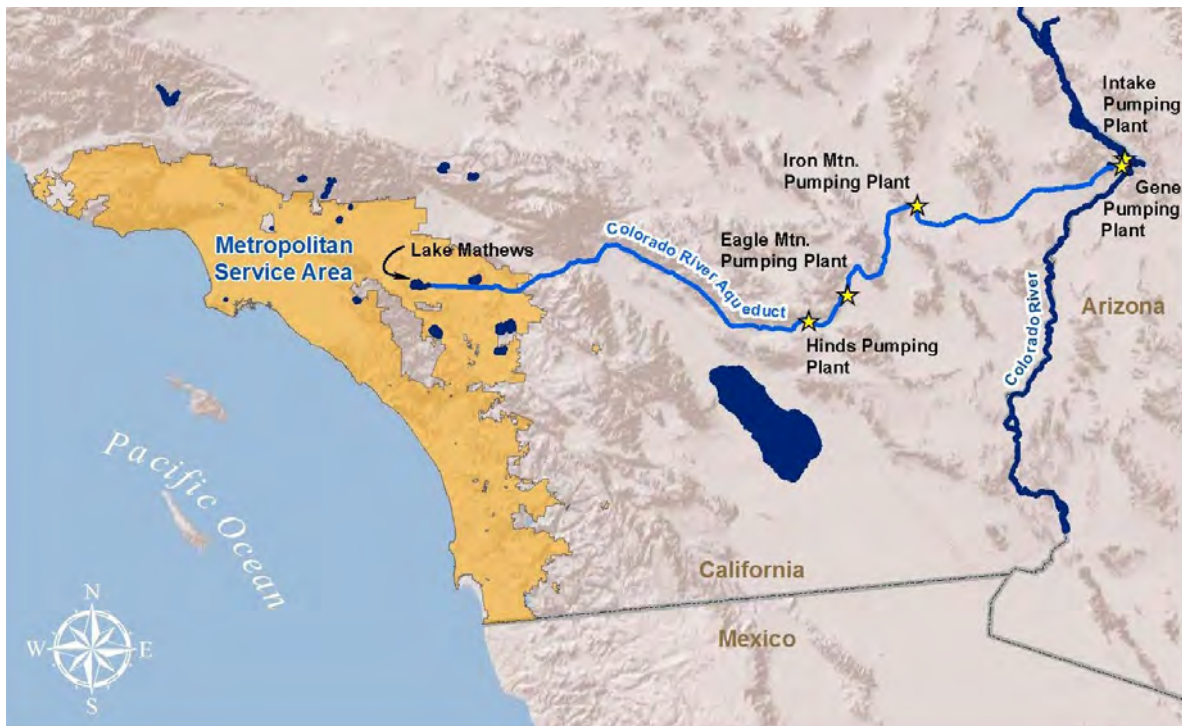 Intake
Pumping
Plant
Iron Mtn.
Pumping Plant
Gene
Pumping
Plant
Metropolitan
Service Area
Lake Mathews
Eagle Mtn.
Pumping Plant
Colorado River Aqueduct
Arizona
Hinds Pumping
Plant
Colorado River
Pacific Ocean
California
Mexico
N
W
E
S